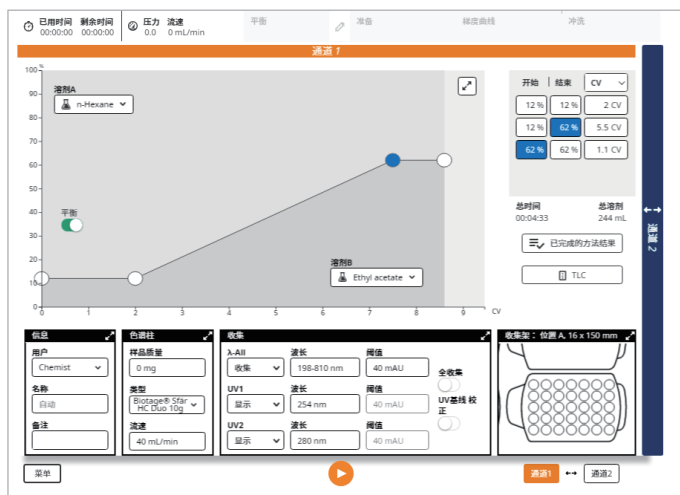 已用时间 剩余时间 压力 流速
00:00:00 00:00:00 0.0 0 mL/min
平衡 准备 梯度曲线 冲洗
通道 1
通道 2
%
100
90
80
70
60
50
40
30
20
10
0
0 1 2 3 4 5 6 7 8 9 CV
溶剂A
n-Hexane
平衡
溶剂B
Ethyl acetate
开始 结束 CV
12 % 12 % 2 CV
12 % 62 % 5.5 CV
62 % 62 % 1.1 CV
总时间 总溶剂
00:04:33 244 mL
已完成的方法结果
TLC
信息
用户
Chemist
名称
自动
备注
色谱柱
样品质量
0 mg
类型
Biotage® Sfär
HC Duo 10g
流速
40 mL/min
收集
λ-All 波长 阈值
收集 198-810 nm 40 mAU
UV1 波长 阈值
显示 254 nm 40 mAU
UV2 波长 阈值
显示 280 nm 40 mAU
全收集
UV基线 校
正
收集架： 位置 A, 16 x 150 mm
菜单
通道1 通道2